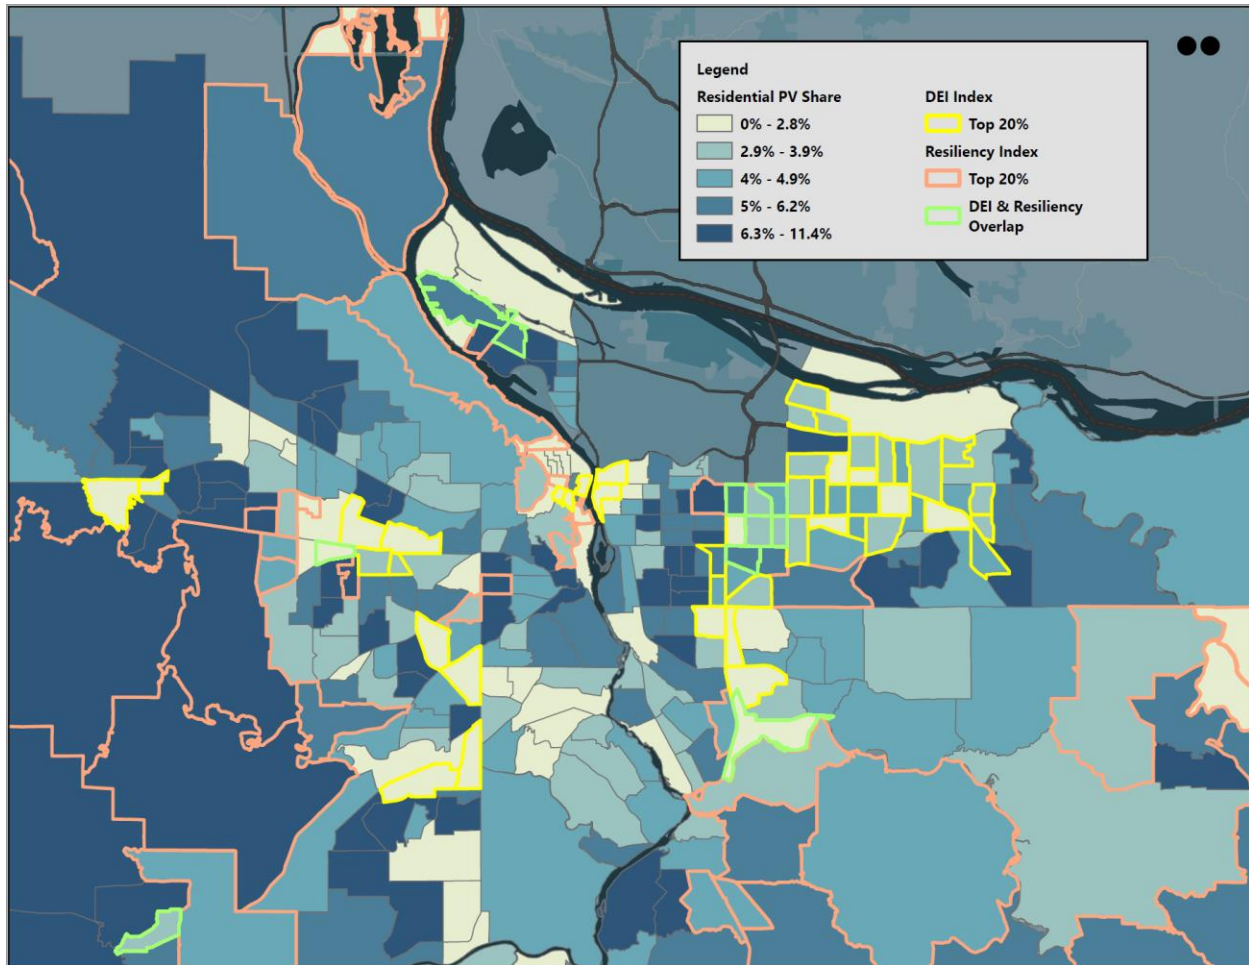 Legend
Residential PV Share
0% - 2.8%
2.9% - 3.9%
4% - 4.9%
5% - 6.2%
6.3% - 11.4%
DEI Index
Top 20%
Resiliency Index
Top 20%
DEI & Resiliency
Overlap